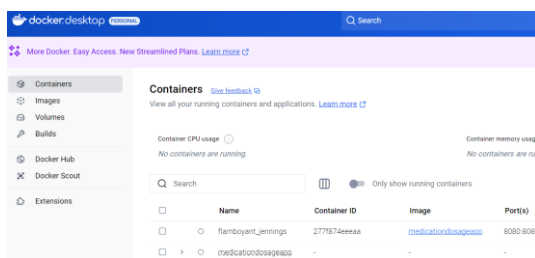 docker.desktop PERSONAL
Search
More Docker. Easy Access. New Streamlined Plans. Learn more
Containers
Images
Volumes
Builds
Docker Hub
Docker Scout
Extensions
Containers Give feedback
View all your running containers and applications. Learn more
Container CPU usage
No containers are running.
Container memory usag
No containers are ru
Search
Only show running containers
Name Container ID Image Port(s)
flamboyant_jennings 277f874eeeaa medicationdosageapp 8080:808
medicationdosageapp - - -